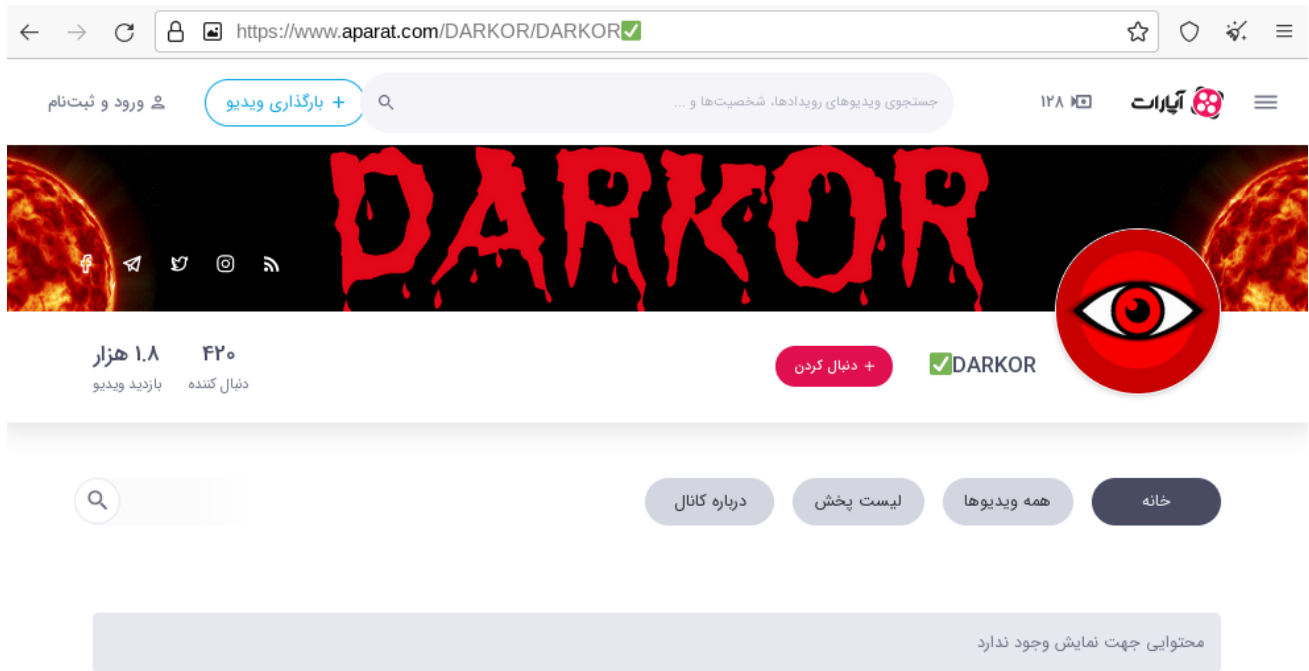 https://www.aparat.com/DARKOR/DARKOR✅
آپارات
۱۲۸
جستجوی ویدیوهای رویدادها، شخصیت‌ها و ...
+ بارگذاری ویدیو
ورود و ثبت‌نام
DARKOR
DARKOR✅
+ دنبال کردن
۴۲۰
دنبال کننده
۱.۸ هزار
بازدید ویدیو
خانه
همه ویدیوها
لیست پخش
درباره کانال
محتوایی جهت نمایش وجود ندارد